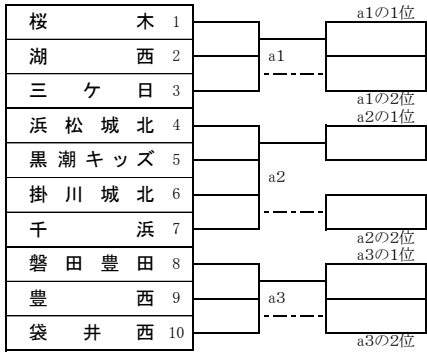 桜木 1
湖西 2
三ケ日 3
浜松城北 4
黒潮キッズ 5
掛川城北 6
千浜 7
磐田豊田 8
豊西 9
袋井西 10
a1
a2
a3
a1の1位
a1の2位
a2の1位
a2の2位
a3の1位
a3の2位